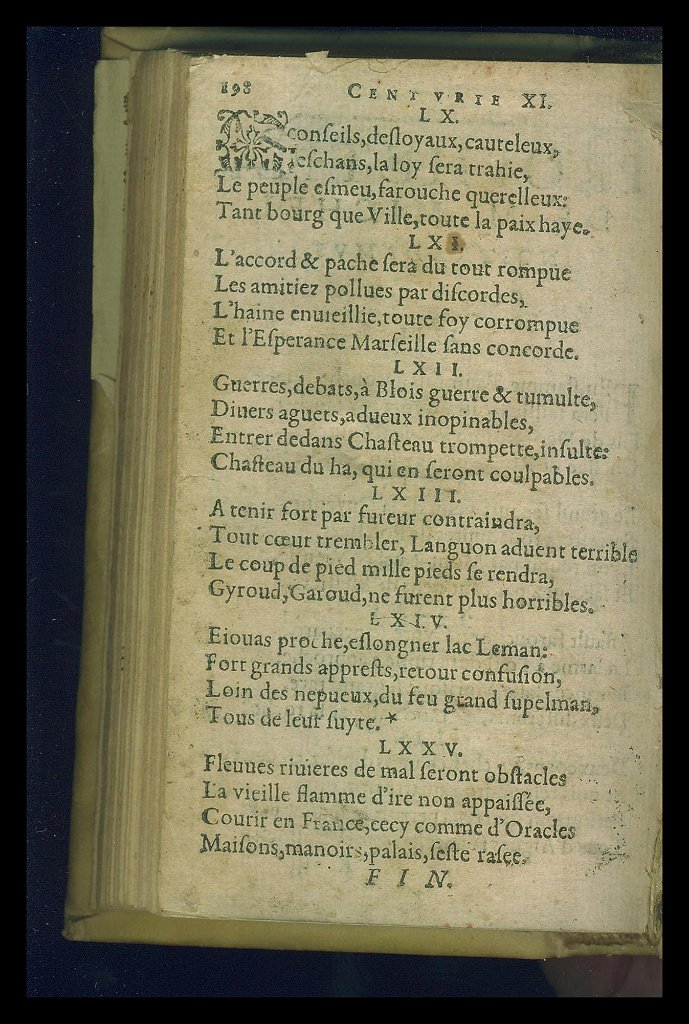 198 CENTVRIE XI.
LX.
conſeils,deſloyaux,cauteleux,
ſeſchans,la loy ſera trahie,
Le peuple eſmeu,farouche querelleux:
Tant bourg que Ville,toute la paix haye.
LXI.
L'accord & pache ſera du tout rompue
Les amitiez pollues par diſcordes,
L'haine enuieillie,toute foy corrompue
Et l'Eſperance Marſeille ſans concorde.
LXII.
Guerres,debats,à Blois guerre & tumulte,
Diuers aguets,adueux inopinables,
Entrer dedans Chaſteau trompette,inſulte:
Chaſteau du ha, qui en ſeront coulpables.
LXIII.
A tenir fort par fureur contraindra,
Tout cœur trembler, Languon aduent terrible
Le coup de pied mille pieds ſe rendra,
Gyroud,Garoud,ne furent plus horribles.
LXIV.
Eiouas proche,eſlongner lac Leman:
Fort grands appreſts,retour confuſion,
Loin des nepueux,du feu grand ſupelman,
Tous de leur ſuyte. *
LXXV.
Fleuues riuieres de mal ſeront obſtacles
La vieille flamme d'ire non appaiſſée,
Courir en France,cecy comme d'Oracles
Maiſons,manoirs,palais,ſeſte raſee.
FIN.